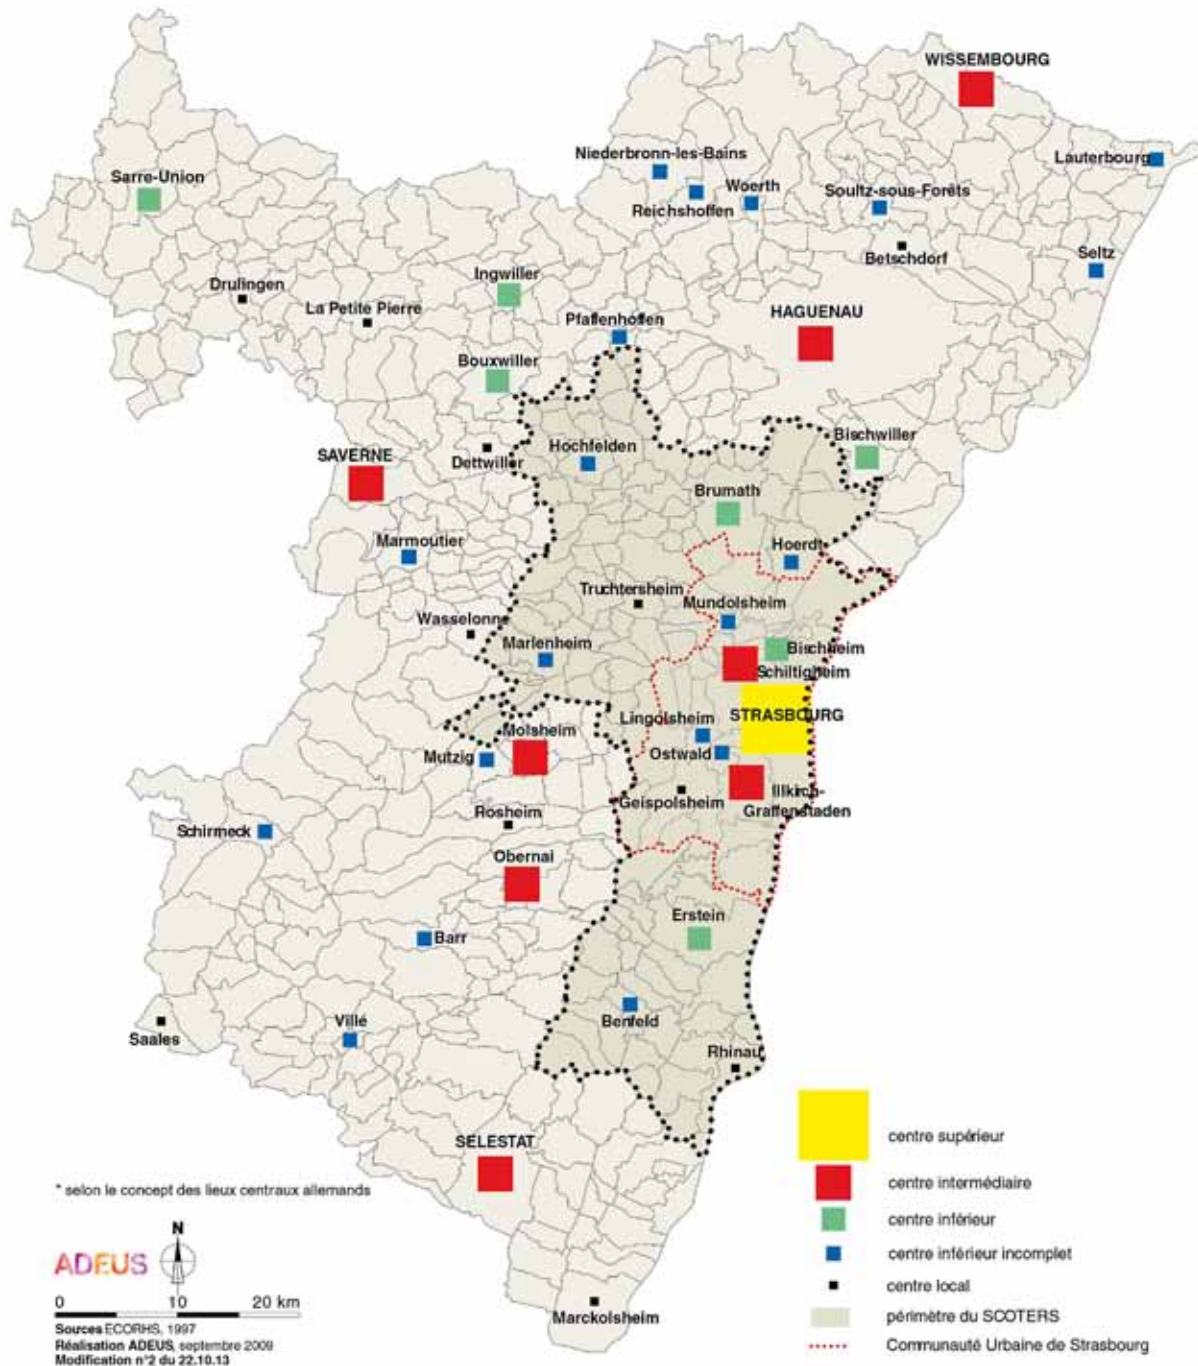 WISSEMBOURG
Niederbronn-les-Bains
Lauterbourg
Sarre-Union
Woerth
Soultz-sous-Forêts
Reichshoffen
Betschdorf
Seltz
Ingwiller
Drulingen
La Petite Pierre
Pfaffenhoffen
HAGUENAU
Bouxwiller
Bischwiller
Hochfelden
SAVERNE
Dettwiller
Brumath
Marmoutier
Hoerdt
Truchtersheim
Mundolsheim
Wasselonne
Marlenheim
Bischheim
Schiltigheim
STRASBOURG
Lingolsheim
Molsheim
Ostwald
Mutzig
Illkirch-
Geispolsheim
Graffenstaden
Rosheim
Schirmeck
Obernai
Erstein
Barr
Benfeld
Villé
Saales
Rhinau
SELESTAT
Marckolsheim
centre supérieur
centre intermédiaire
centre inférieur
centre inférieur incomplet
centre local
périmètre du SCOTERS
Communauté Urbaine de Strasbourg
* selon le concept des lieux centraux allemands
N
ADEUS
0 10 20 km
Sources ECORHS, 1997
Réalisation ADEUS, septembre 2009
Modification n°2 du 22.10.13